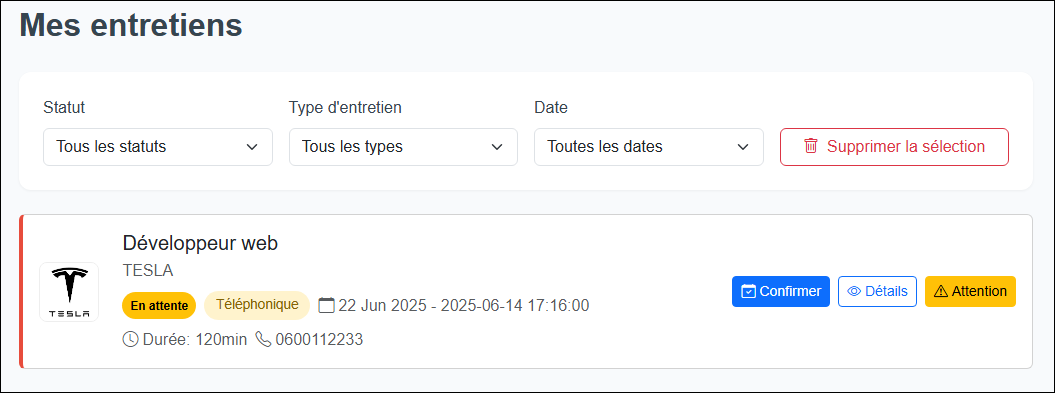 Mes entretiens
Statut
Type d'entretien
Date
Tous les statuts
Tous les types
Toutes les dates
Supprimer la sélection
Développeur web
TESLA
TESLA
En attente
Téléphonique
22 Jun 2025 - 2025-06-14 17:16:00
Durée: 120min
0600112233
Confirmer
Détails
Attention